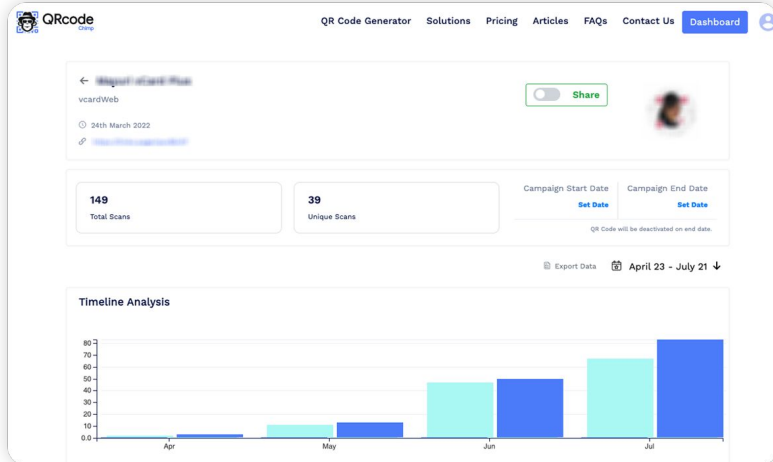 QRcode
Chimp
QR Code Generator Solutions Pricing Articles FAQs Contact Us Dashboard
vcardWeb
Share
24th March 2022
149
Total Scans
39
Unique Scans
Campaign Start Date Campaign End Date
Set Date Set Date
QR Code will be deactivated on end date.
Export Data April 23 - July 21
Timeline Analysis
80
70
60
50
40
30
20
10
0.0
Apr May Jun Jul